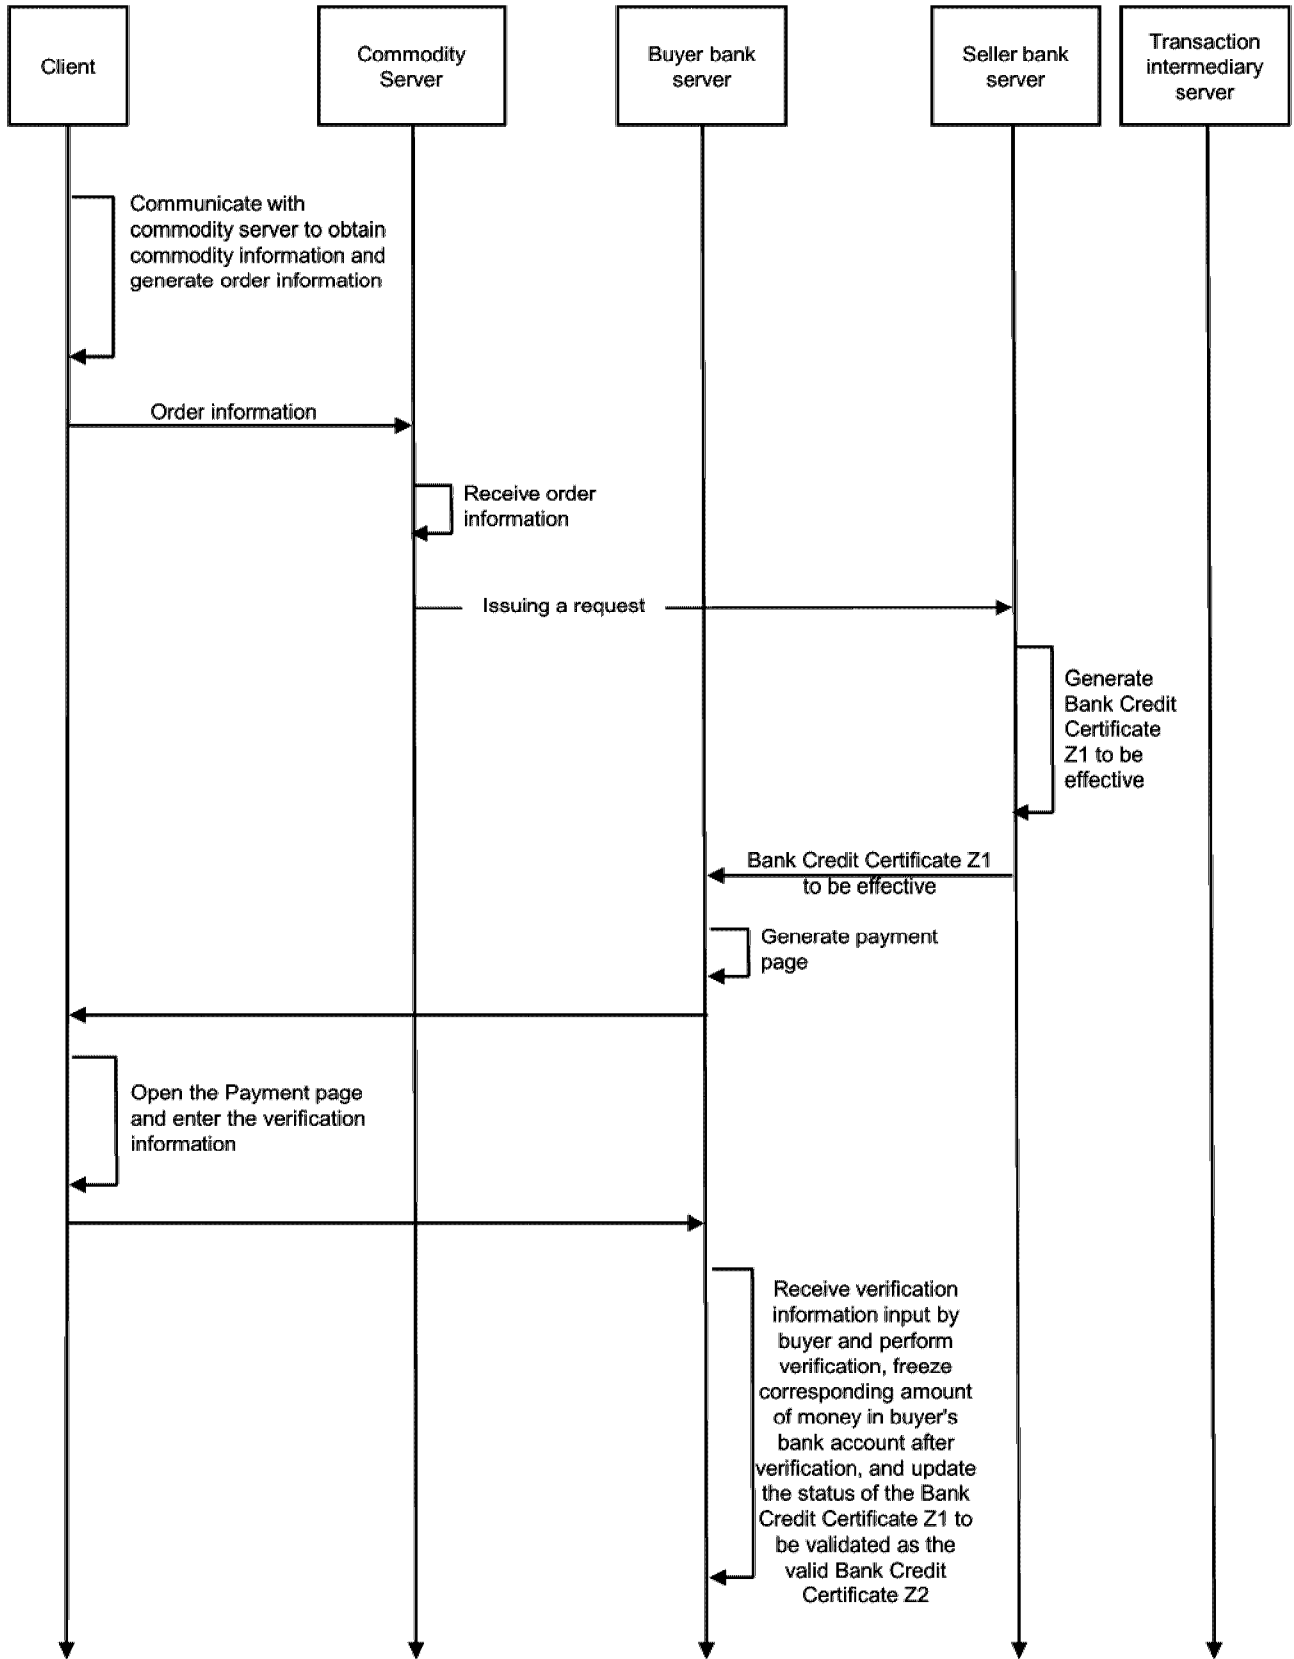 Client
Commodity
Server
Buyer bank
server
Seller bank
server
Transaction
intermediary
server
Communicate with
commodity server to obtain
commodity information and
generate order information
Order information
Receive order
information
Issuing a request
Generate
Bank Credit
Certificate
Z1 to be
effective
Bank Credit Certificate Z1
to be effective
Generate payment
page
Open the Payment page
and enter the verification
information
Receive verification
information input by
buyer and perform
verification, freeze
corresponding amount
of money in buyer's
bank account after
verification, and update
the status of the Bank
Credit Certificate Z1 to
be validated as the
valid Bank Credit
Certificate Z2